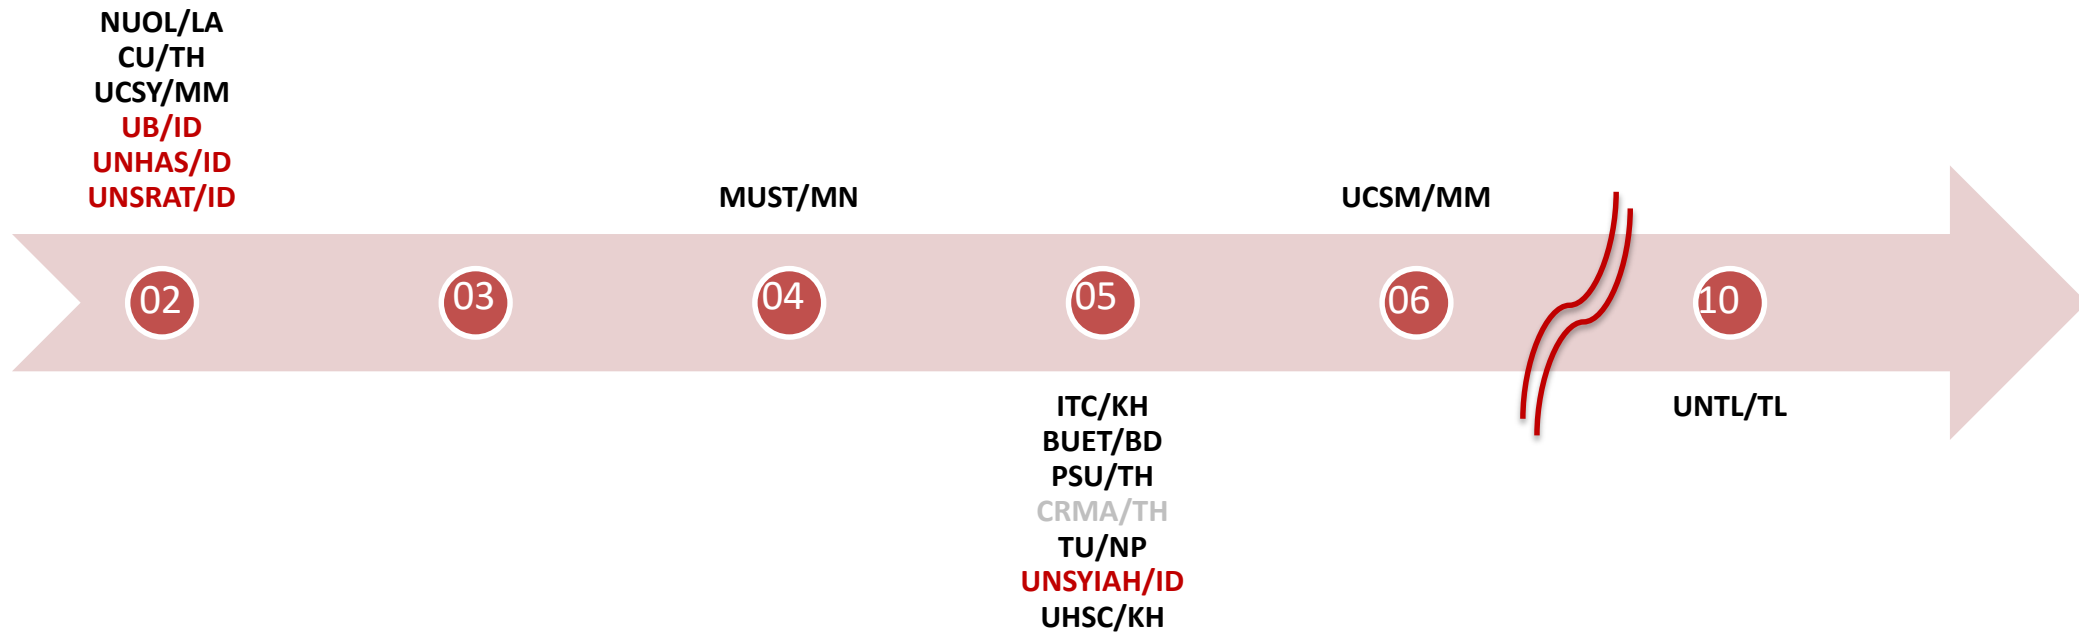 NUOL/LA
CU/TH
UCSY/MM
UB/ID
UNHAS/ID
UNSRAT/ID
MUST/MN
UCSM/MM
02
03
04
05
06
10
ITC/KH
BUET/BD
PSU/TH
CRMA/TH
TU/NP
UNSYIAH/ID
UHSC/KH
UNTL/TL